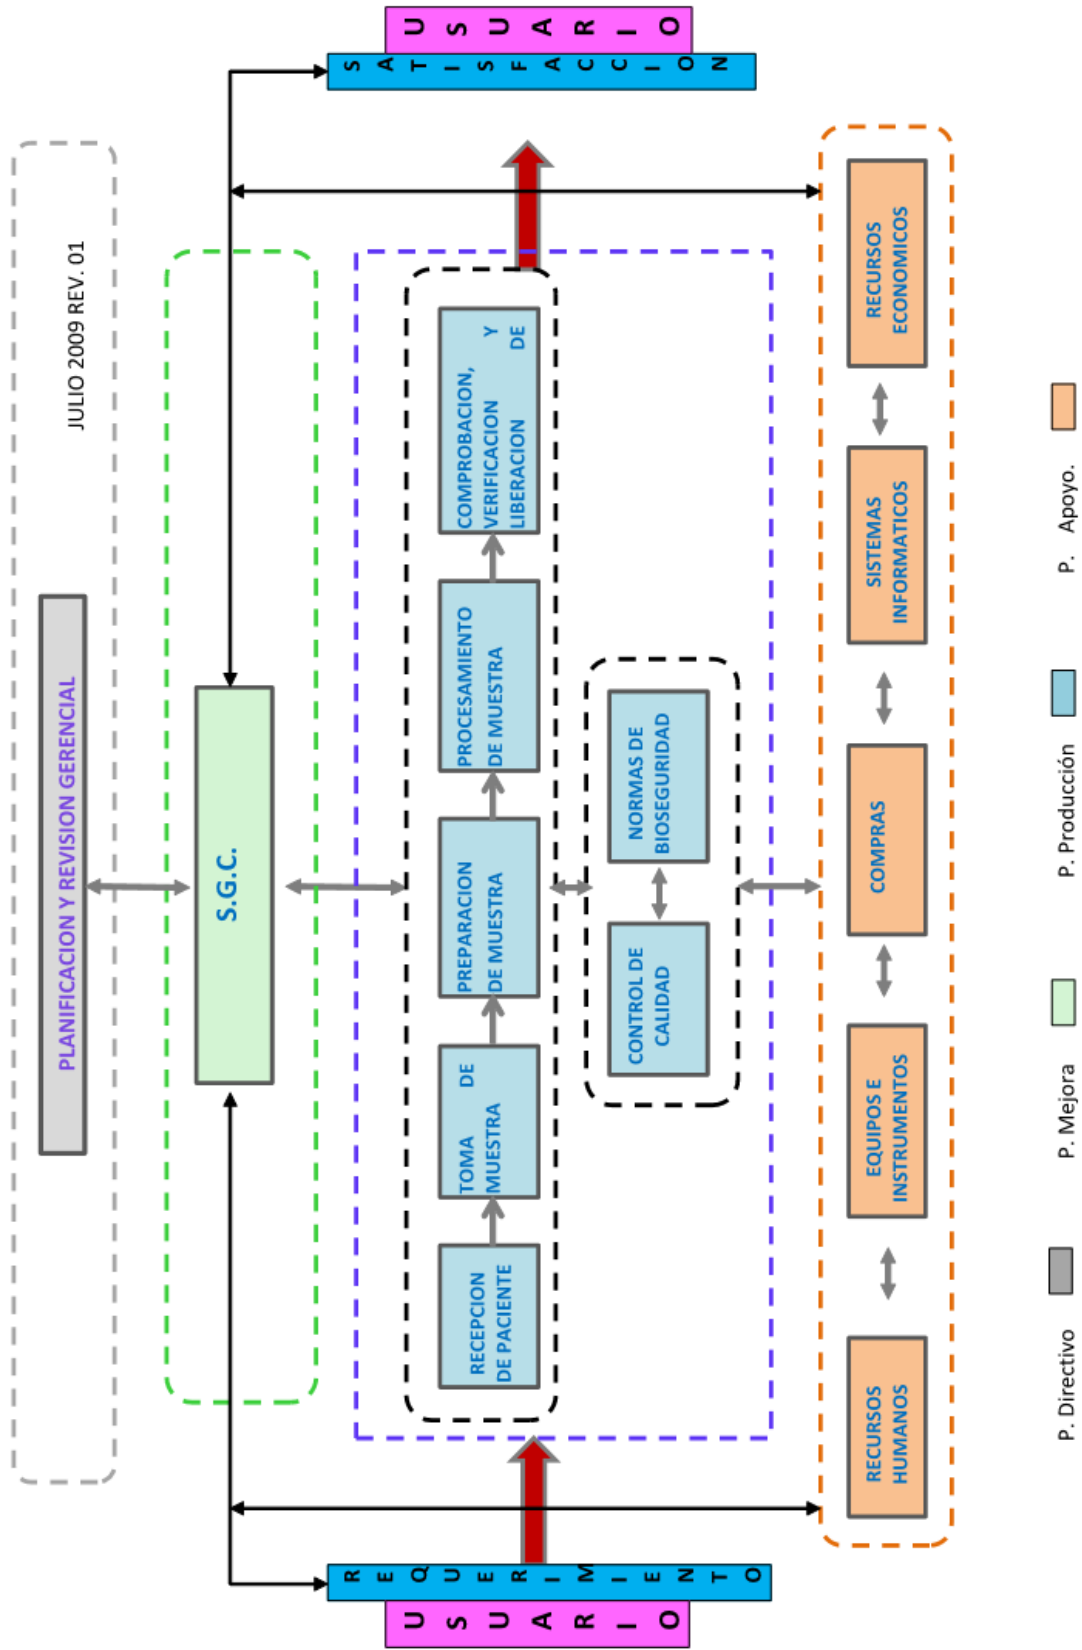 PLANIFICACION Y REVISION GERENCIAL
JULIO 2009 REV. 01
S.G.C.
USUARIO
REQUERIMIENTO
RECEPCION
DE PACIENTE
TOMA DE
MUESTRA
PREPARACION
DE MUESTRA
PROCESAMIENTO
DE MUESTRA
COMPROBACION,
VERIFICACION Y
LIBERACION DE
CONTROL DE
CALIDAD
NORMAS DE
BIOSEGURIDAD
SATISFACCION
USUARIO
RECURSOS
HUMANOS
EQUIPOS E
INSTRUMENTOS
COMPRAS
SISTEMAS
INFORMATICOS
RECURSOS
ECONOMICOS
P. Directivo
P. Mejora
P. Producción
P. Apoyo.